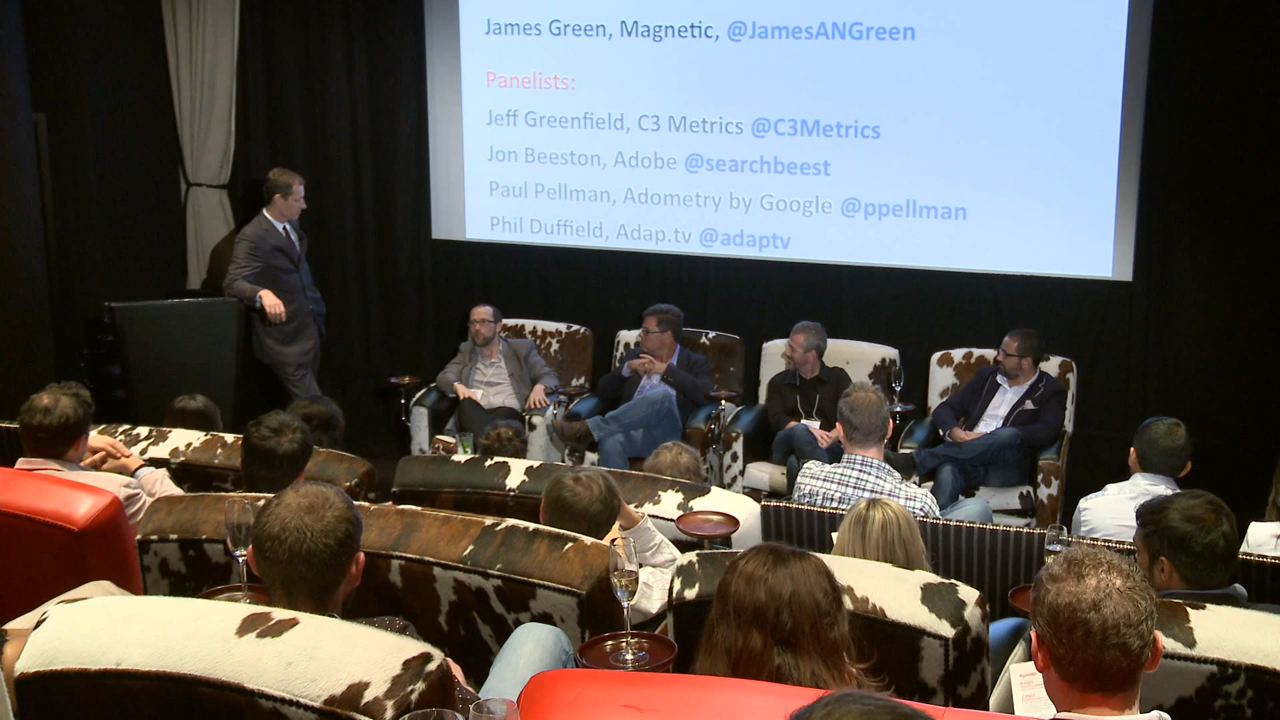 James Green, Magnetic, @JamesANGreen
Panelists:
Jeff Greenfield, C3 Metrics @C3Metrics
Jon Beeston, Adobe @searchbeest
Paul Pellman, Adometry by Google @ppellman
Phil Duffield, Adap.tv @adaptv